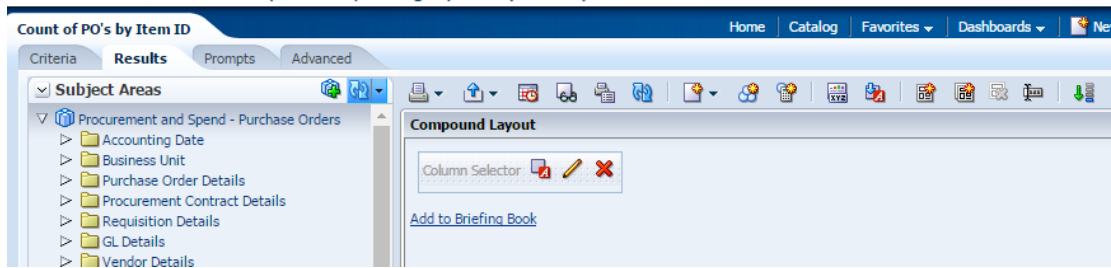 Count of PO's by Item ID
Home Catalog Favorites Dashboards
Criteria Results Prompts Advanced
Subject Areas
Procurement and Spend - Purchase Orders
Accounting Date
Business Unit
Purchase Order Details
Procurement Contract Details
Requisition Details
GL Details
Vendor Details
Compound Layout
Column Selector
Add to Briefing Book